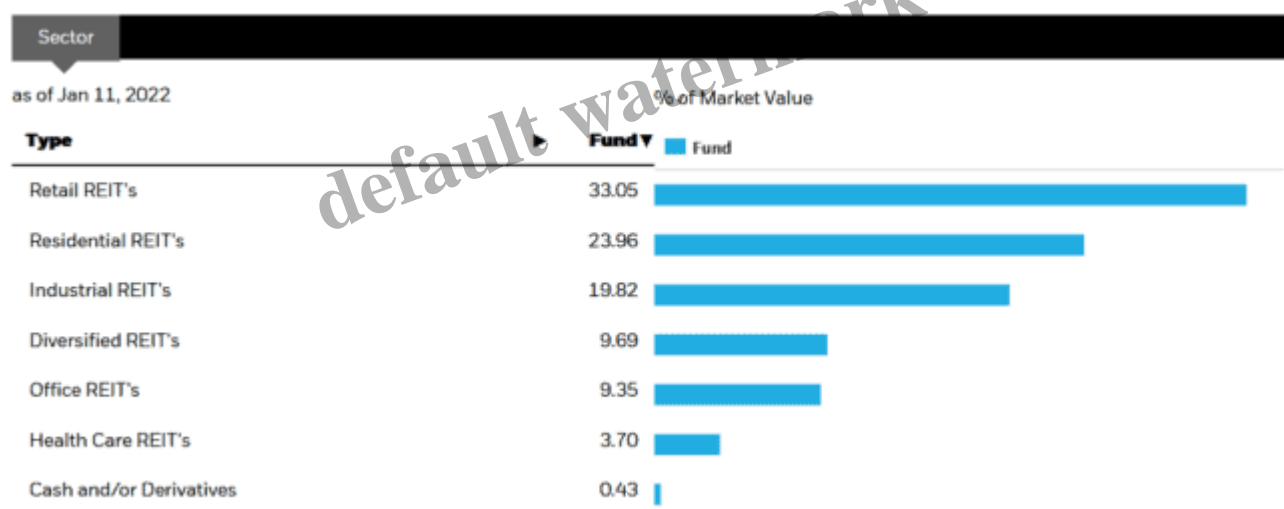 Sector
as of Jan 11, 2022
% of Market Value
Type ► Fund▼
Fund
Retail REIT's 33.05
Residential REIT's 23.96
Industrial REIT's 19.82
Diversified REIT's 9.69
Office REIT's 9.35
Health Care REIT's 3.70
Cash and/or Derivatives 0.43
default watermark